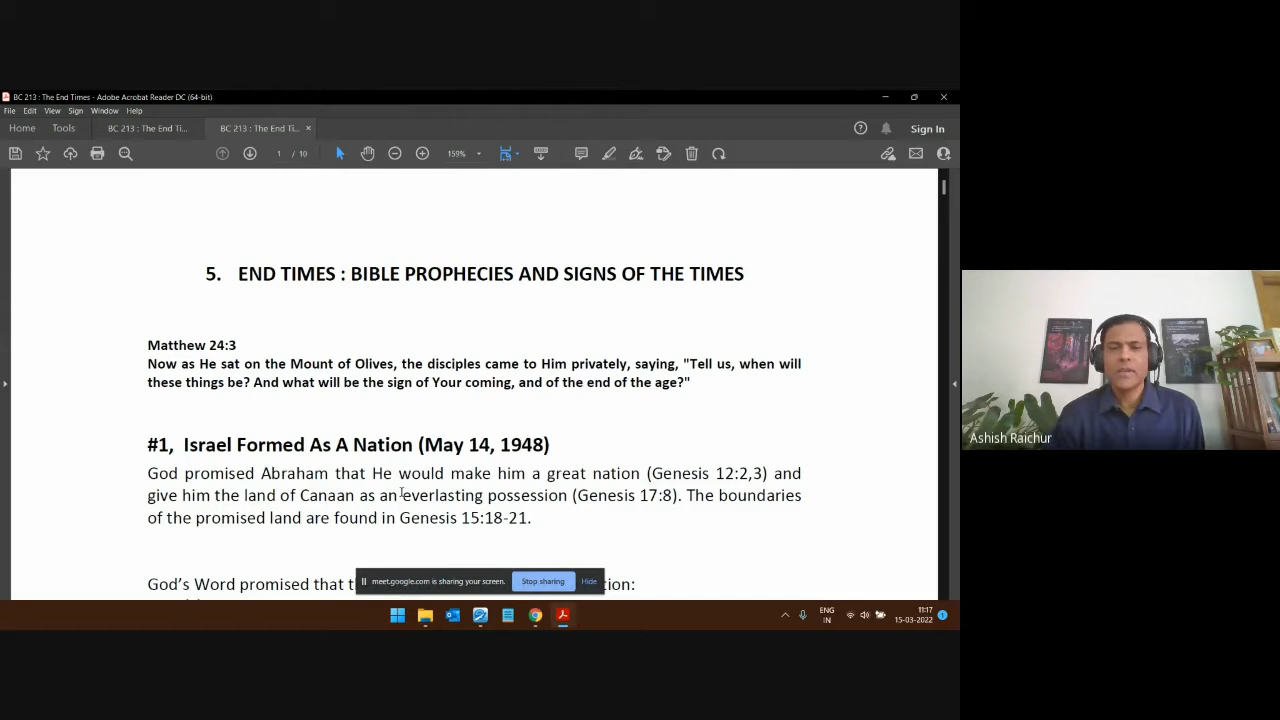 BC 213 : The End Times - Adobe Acrobat Reader DC (64-bit)
File Edit View Sign Window Help
Home Tools BC 213 : The End Ti... BC 213 : The End Ti... × Sign In
1 / 10 159%
5. END TIMES : BIBLE PROPHECIES AND SIGNS OF THE TIMES
Matthew 24:3
Now as He sat on the Mount of Olives, the disciples came to Him privately, saying, "Tell us, when will
these things be? And what will be the sign of Your coming, and of the end of the age?"
#1, Israel Formed As A Nation (May 14, 1948)
God promised Abraham that He would make him a great nation (Genesis 12:2,3) and
give him the land of Canaan as an everlasting possession (Genesis 17:8). The boundaries
of the promised land are found in Genesis 15:18-21.
God's Word promised that
meet.google.com is sharing your screen. Stop sharing Hide
ion:
Ashish Raichur
ENG
IN
11:17
15-03-2022
1